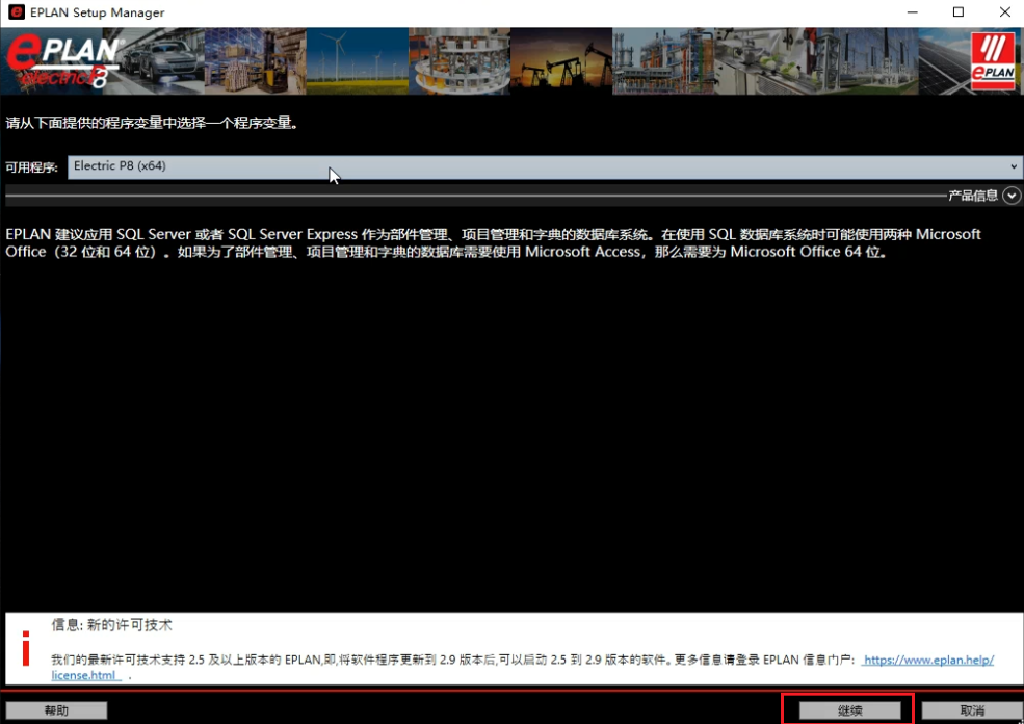 EPLAN Setup Manager
ePLAN®
electric P8
ePLAN
请从下面提供的程序变量中选择一个程序变量。
可用程序: Electric P8 (x64)
产品信息
EPLAN 建议应用 SQL Server 或者 SQL Server Express 作为部件管理、项目管理和字典的数据库系统。在使用 SQL 数据库系统时可能使用两种 Microsoft
Office（32 位和 64 位）。如果为了部件管理、项目管理和字典的数据库需要使用 Microsoft Access，那么需要为 Microsoft Office 64 位。
信息: 新的许可技术
我们的最新许可技术支持 2.5 及以上版本的 EPLAN,即,将软件程序更新到 2.9 版本后,可以启动 2.5 到 2.9 版本的软件。更多信息请登录 EPLAN 信息门户: https://www.eplan.help/
license.html .
帮助 继续 取消